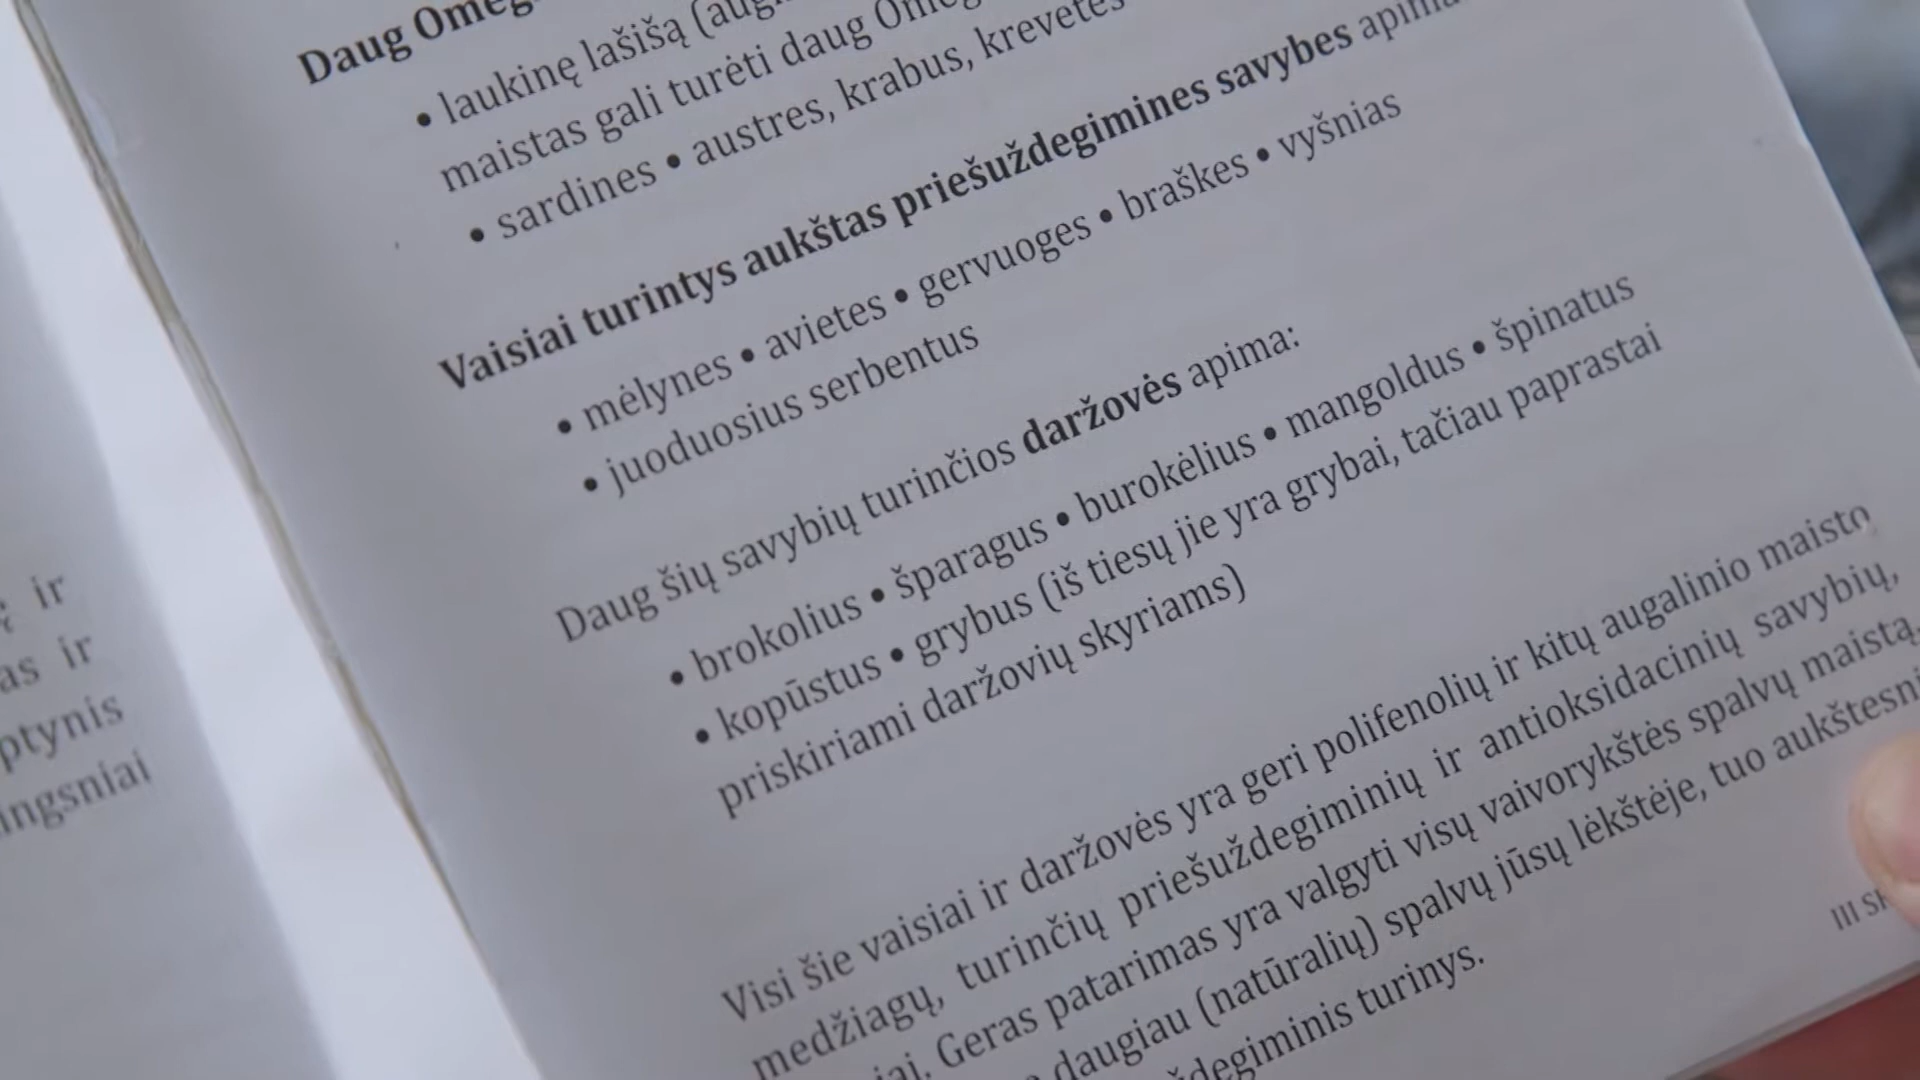 ir
as ir
ptynis
ingsniai
Daug Omeg
• laukinę lašišą (aug
maistas gali turėti daug Ome
• sardines • austres, krabus, krevetes
Vaisiai turintys aukštas priešuždegimines savybes apima
• mėlynes • avietes • gervuoges • braškes • vyšnias
• juoduosius serbentus
Daug šių savybių turinčios daržovės apima:
• brokolius • šparagus • burokėlius • mangoldus • špinatus
• kopūstus • grybus (iš tiesų jie yra grybai, tačiau paprastai
priskiriami daržovių skyriams)
Visi šie vaisiai ir daržovės yra geri polifenolių ir kitų augalinio maisto
medžiagų, turinčių priešuždegiminių ir antioksidacinių savybių,
iai. Geras patarimas yra valgyti visų vaivorykštės spalvų maistą,
daugiau (natūralių) spalvų jūsų lėkštėje, tuo aukštesni
ždegiminis turinys.
III SK